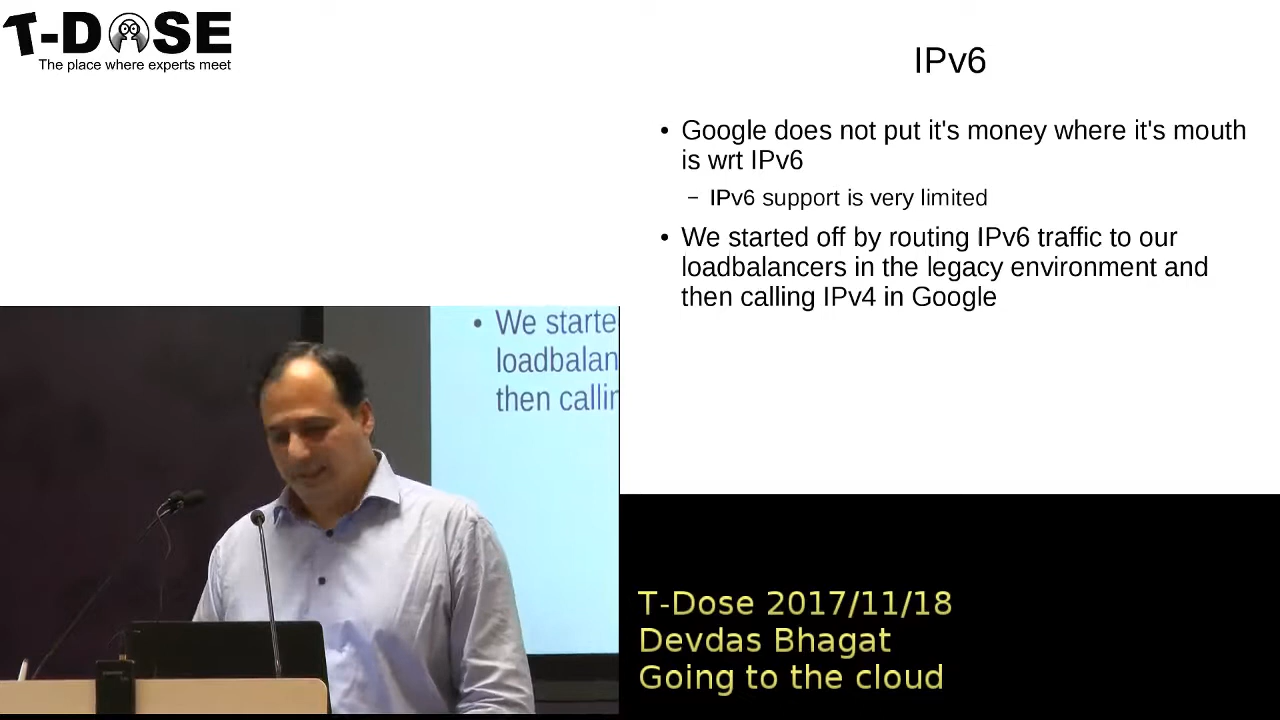 T-DOSE
The place where experts meet
IPv6
• Google does not put it's money where it's mouth
is wrt IPv6
– IPv6 support is very limited
• We started off by routing IPv6 traffic to our
loadbalancers in the legacy environment and
then calling IPv4 in Google
• We starte
loadbalan
then callin
T-Dose 2017/11/18
Devdas Bhagat
Going to the cloud